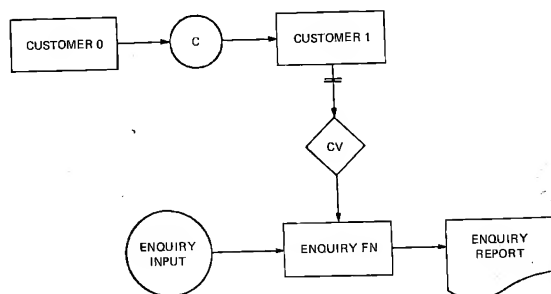 CUSTOMER 0
C
CUSTOMER 1
CV
ENQUIRY
INPUT
ENQUIRY FN
ENQUIRY
REPORT